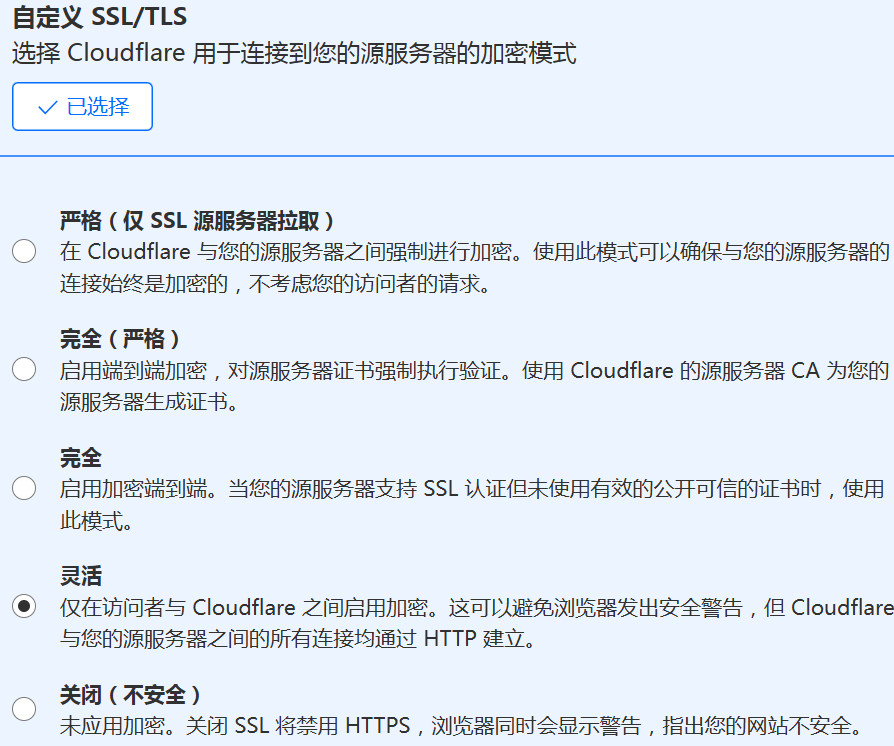 自定义 SSL/TLS
选择 Cloudflare 用于连接到您的源服务器的加密模式
已选择
严格（仅 SSL 源服务器拉取）
在 Cloudflare 与您的源服务器之间强制进行加密。使用此模式可以确保与您的源服务器的
连接始终是加密的，不考虑您的访问者的请求。
完全（严格）
启用端到端加密，对源服务器证书强制执行验证。使用 Cloudflare 的源服务器 CA 为您的
源服务器生成证书。
完全
启用加密端到端。当您的源服务器支持 SSL 认证但未使用有效的公开可信的证书时，使用
此模式。
灵活
仅在访问者与 Cloudflare 之间启用加密。这可以避免浏览器发出安全警告，但 Cloudflare
与您的源服务器之间的所有连接均通过 HTTP 建立。
关闭（不安全）
未应用加密。关闭 SSL 将禁用 HTTPS，浏览器同时会显示警告，指出您的网站不安全。